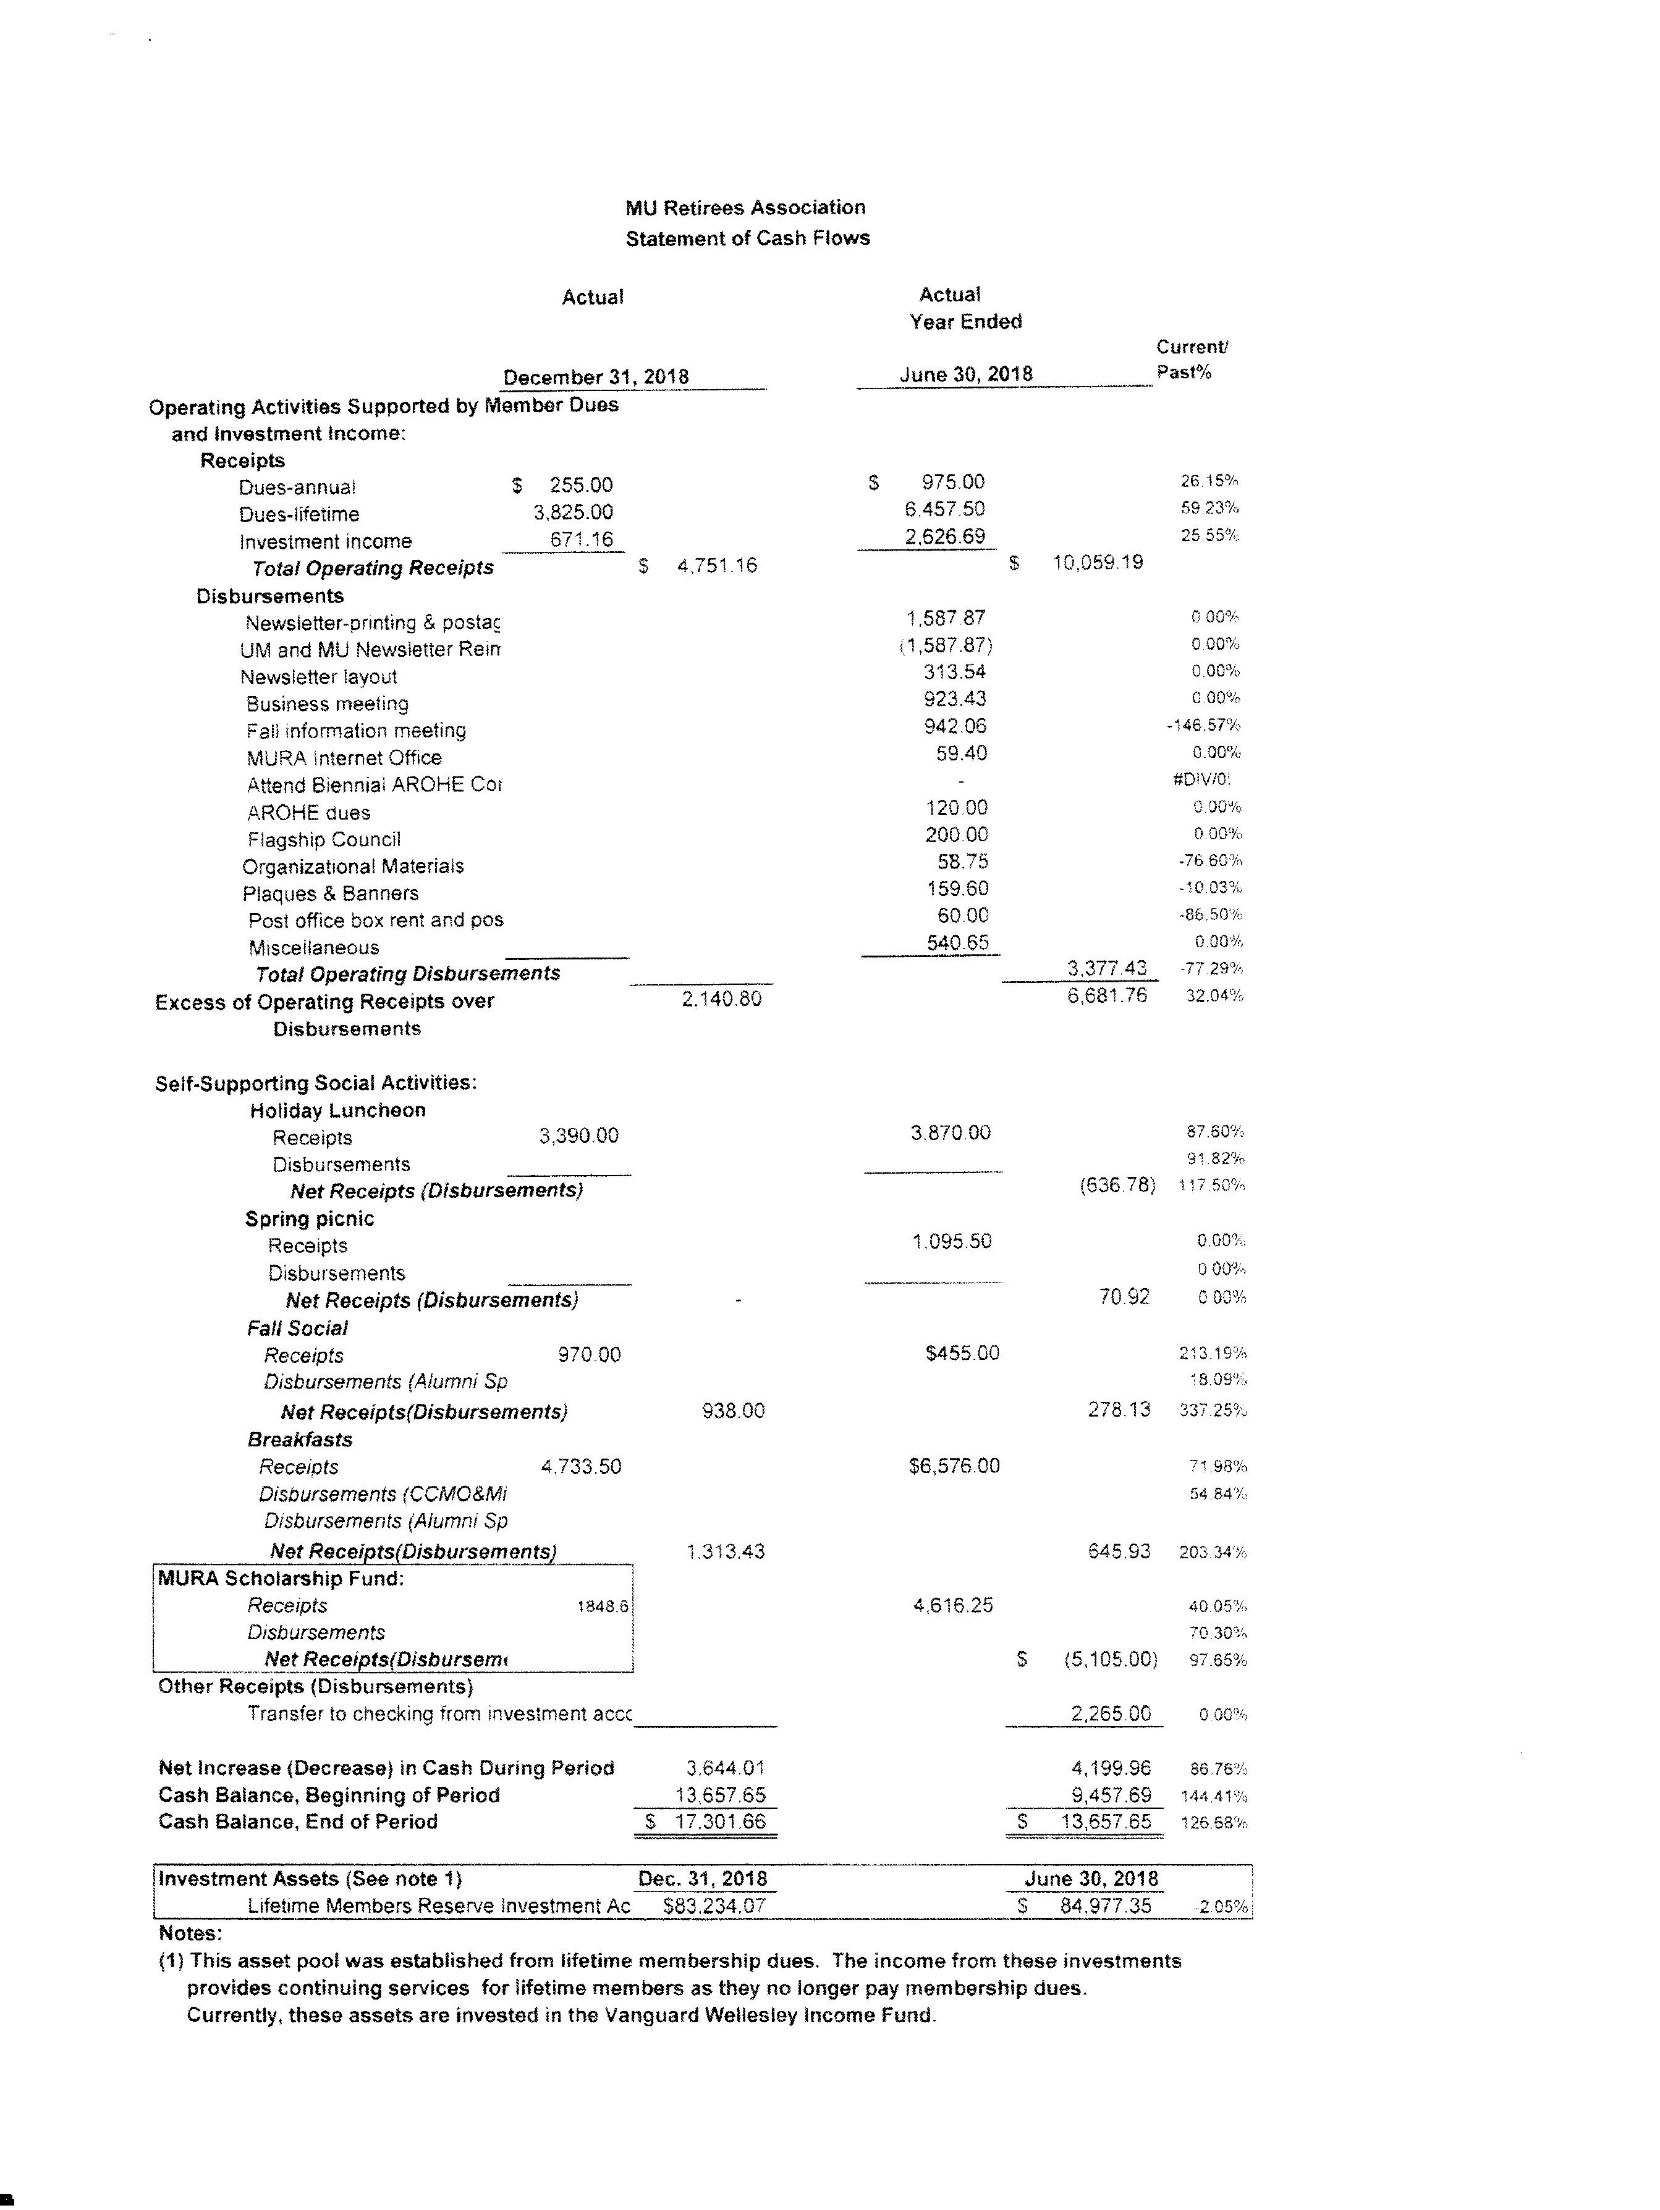 MU Retirees Association
Statement of Cash Flows
Actual Actual
Year Ended
Current/
December 31, 2018 June 30, 2018 Past%
Operating Activities Supported by Member Dues
and Investment Income:
Receipts
Dues-annual $ 255.00 $ 975.00 26.15%
Dues-lifetime 3,825.00 6,457.50 59.23%
Investment income 671.16 2,626.69 25.55%
Total Operating Receipts $ 4,751.16 $ 10,059.19
Disbursements
Newsletter-printing & postag 1,587.87 0.00%
UM and MU Newsletter Rein (1,587.87) 0.00%
Newsletter layout 313.54 0.00%
Business meeting 923.43 0.00%
Fall information meeting 942.06 -146.57%
MURA Internet Office 59.40 0.00%
Attend Biennial AROHE Cor - #DIV/0!
AROHE dues 120.00 0.00%
Flagship Council 200.00 0.00%
Organizational Materials 58.75 -76.60%
Plaques & Banners 159.60 -10.03%
Post office box rent and pos 60.00 -86.50%
Miscellaneous 540.65 0.00%
Total Operating Disbursements 3,377.43 -77.29%
Excess of Operating Receipts over 2,140.80 6,681.76 32.04%
Disbursements
Self-Supporting Social Activities:
Holiday Luncheon
Receipts 3,390.00 3,870.00 87.60%
Disbursements 91.82%
Net Receipts (Disbursements) (636.78) 117.50%
Spring picnic
Receipts 1,095.50 0.00%
Disbursements 0.00%
Net Receipts (Disbursements) - 70.92 0.00%
Fall Social
Receipts 970.00 $455.00 213.19%
Disbursements (Alumni Sp 18.09%
Net Receipts(Disbursements) 938.00 278.13 337.25%
Breakfasts
Receipts 4,733.50 $6,576.00 71.98%
Disbursements (CCMO&Mi 54.84%
Disbursements (Alumni Sp
Net Receipts(Disbursements) 1,313.43 645.93 203.34%
MURA Scholarship Fund:
Receipts 1848.6 4,616.25 40.05%
Disbursements 70.30%
Net Receipts(Disburseme $ (5,105.00) 97.65%
Other Receipts (Disbursements)
Transfer to checking from investment accc 2,265.00 0.00%
Net Increase (Decrease) in Cash During Period 3,644.01 4,199.96 86.76%
Cash Balance, Beginning of Period 13,657.65 9,457.69 144.41%
Cash Balance, End of Period $ 17,301.66 $ 13,657.65 126.68%
Investment Assets (See note 1) Dec. 31, 2018 June 30, 2018
Lifetime Members Reserve Investment Ac $83,234.07 $ 84,977.35 -2.05%
Notes:
(1) This asset pool was established from lifetime membership dues. The income from these investments
provides continuing services for lifetime members as they no longer pay membership dues.
Currently, these assets are invested in the Vanguard Wellesley Income Fund.